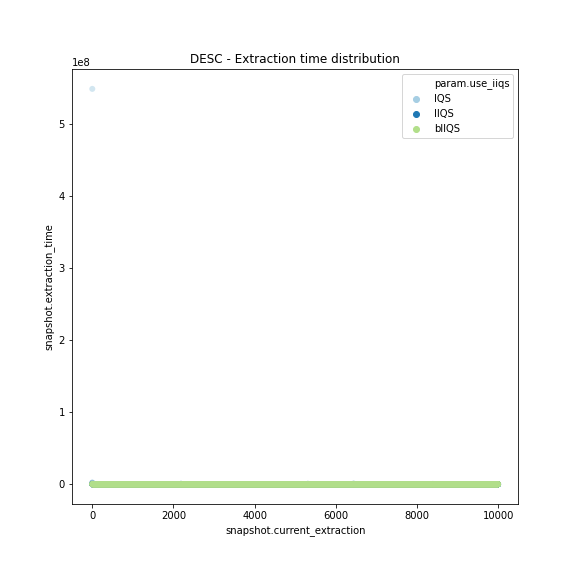 DESC - Extraction time distribution
1e8
param.use_iiqs
IQS
IIQS
bIIQS
5
4
3
2
1
0
snapshot.extraction_time
0 2000 4000 6000 8000 10000
snapshot.current_extraction